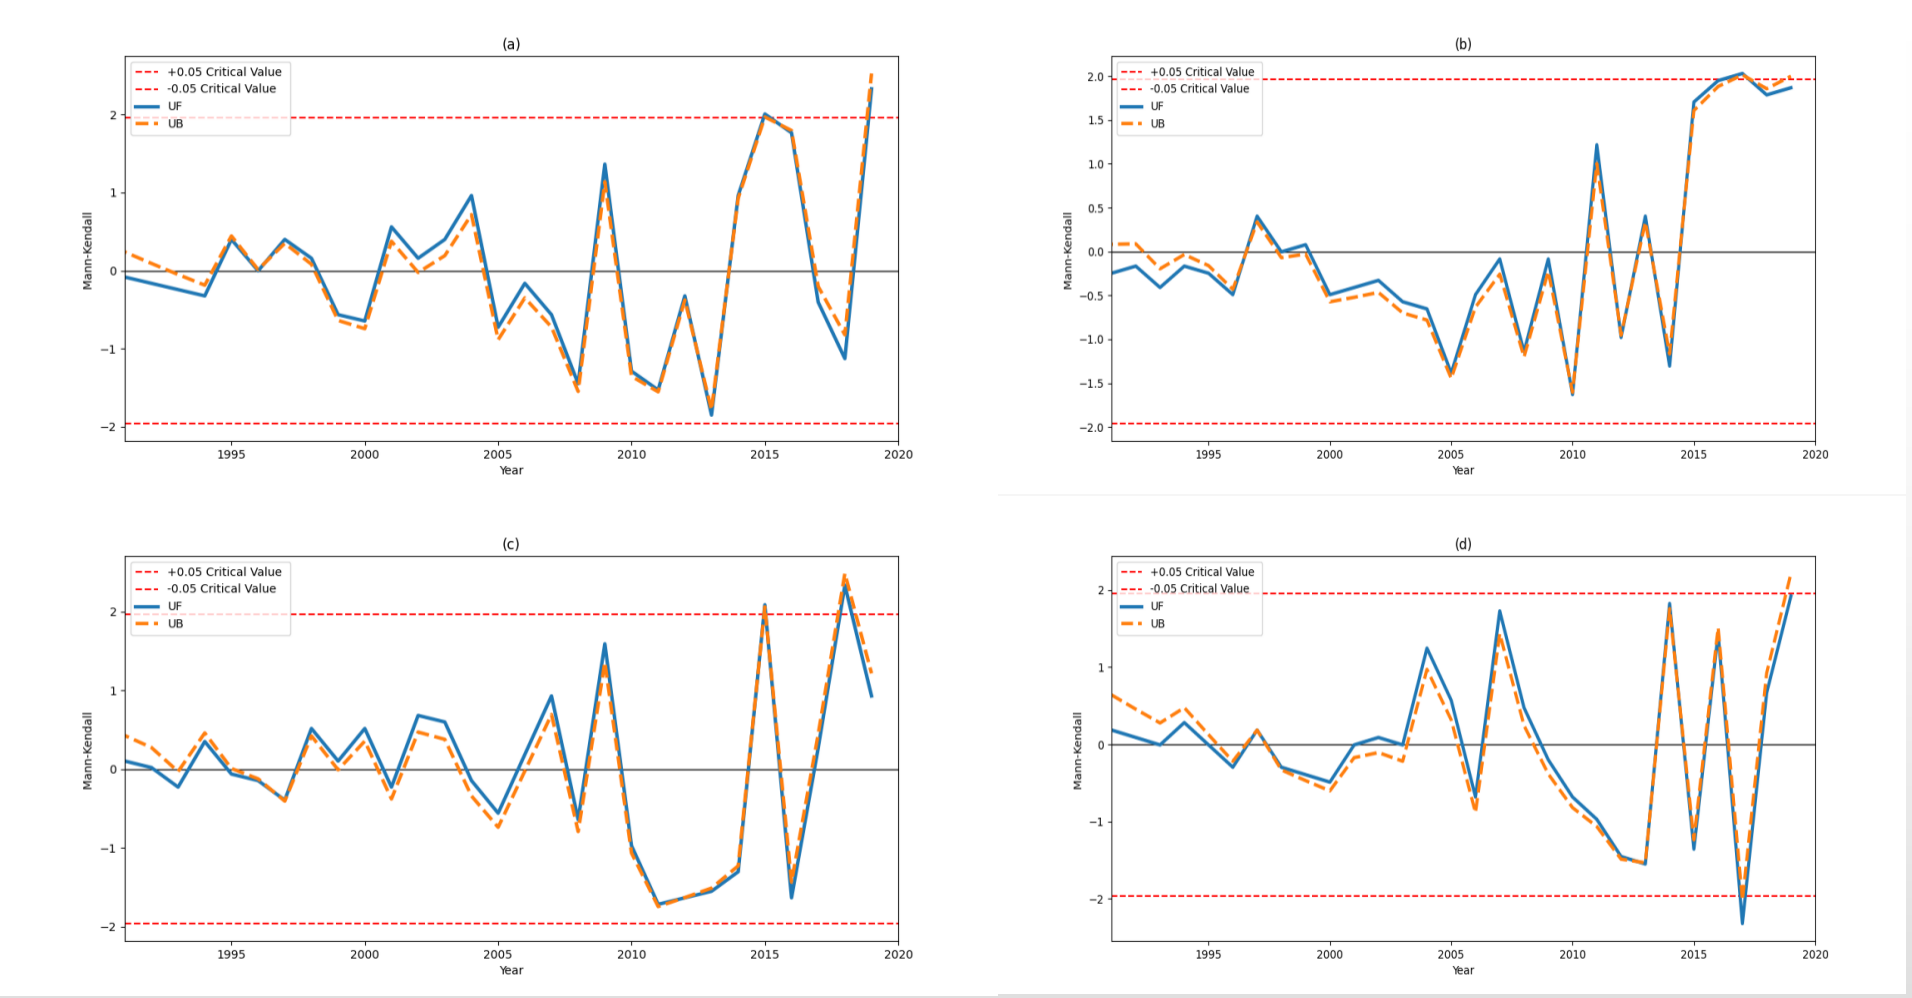 (a)
+0.05 Critical Value
-0.05 Critical Value
UF
UB
2
1
0
−1
−2
Mann-Kendall
1995 2000 2005 2010 2015 2020
Year
(b)
+0.05 Critical Value
-0.05 Critical Value
UF
UB
2.0
1.5
1.0
0.5
0.0
−0.5
−1.0
−1.5
−2.0
Mann-Kendall
1995 2000 2005 2010 2015 2020
Year
(c)
+0.05 Critical Value
-0.05 Critical Value
UF
UB
2
1
0
−1
−2
Mann-Kendall
1995 2000 2005 2010 2015 2020
Year
(d)
+0.05 Critical Value
-0.05 Critical Value
UF
UB
2
1
0
−1
−2
Mann-Kendall
1995 2000 2005 2010 2015 2020
Year